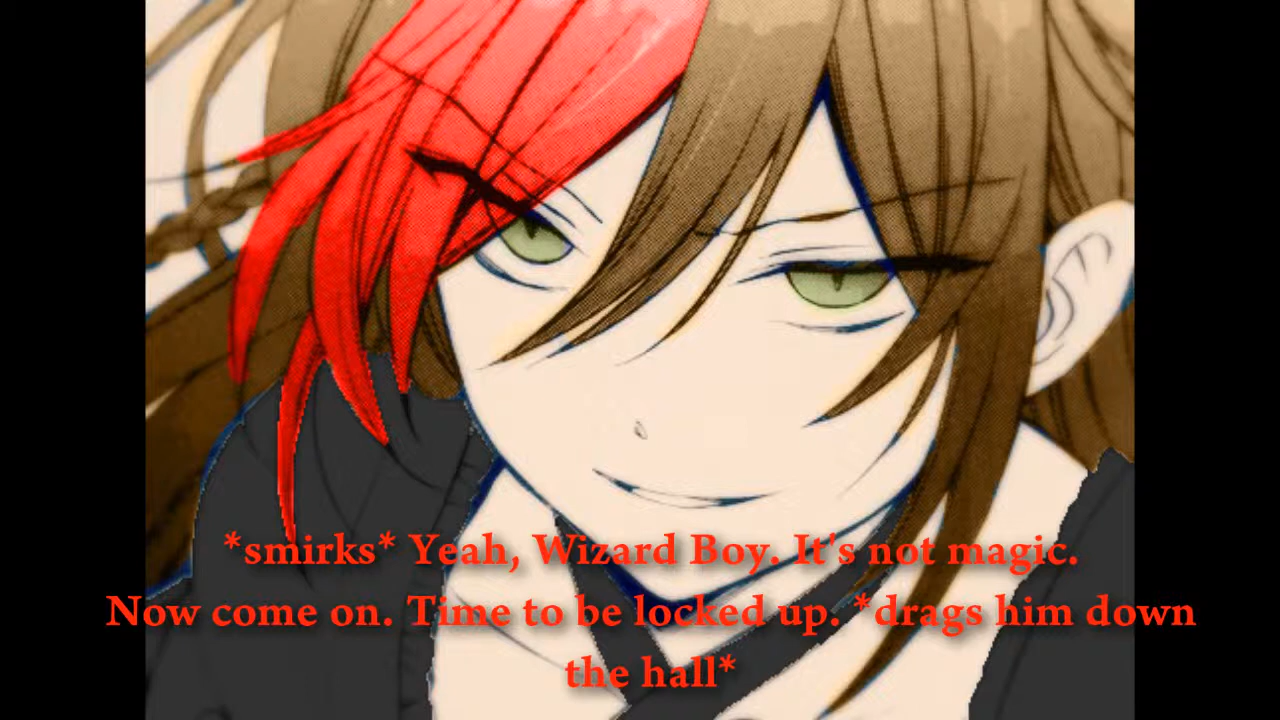 *smirks* Yeah, Wizard Boy. It's not magic.
Now come on. Time to be locked up. *drags him down
the hall*